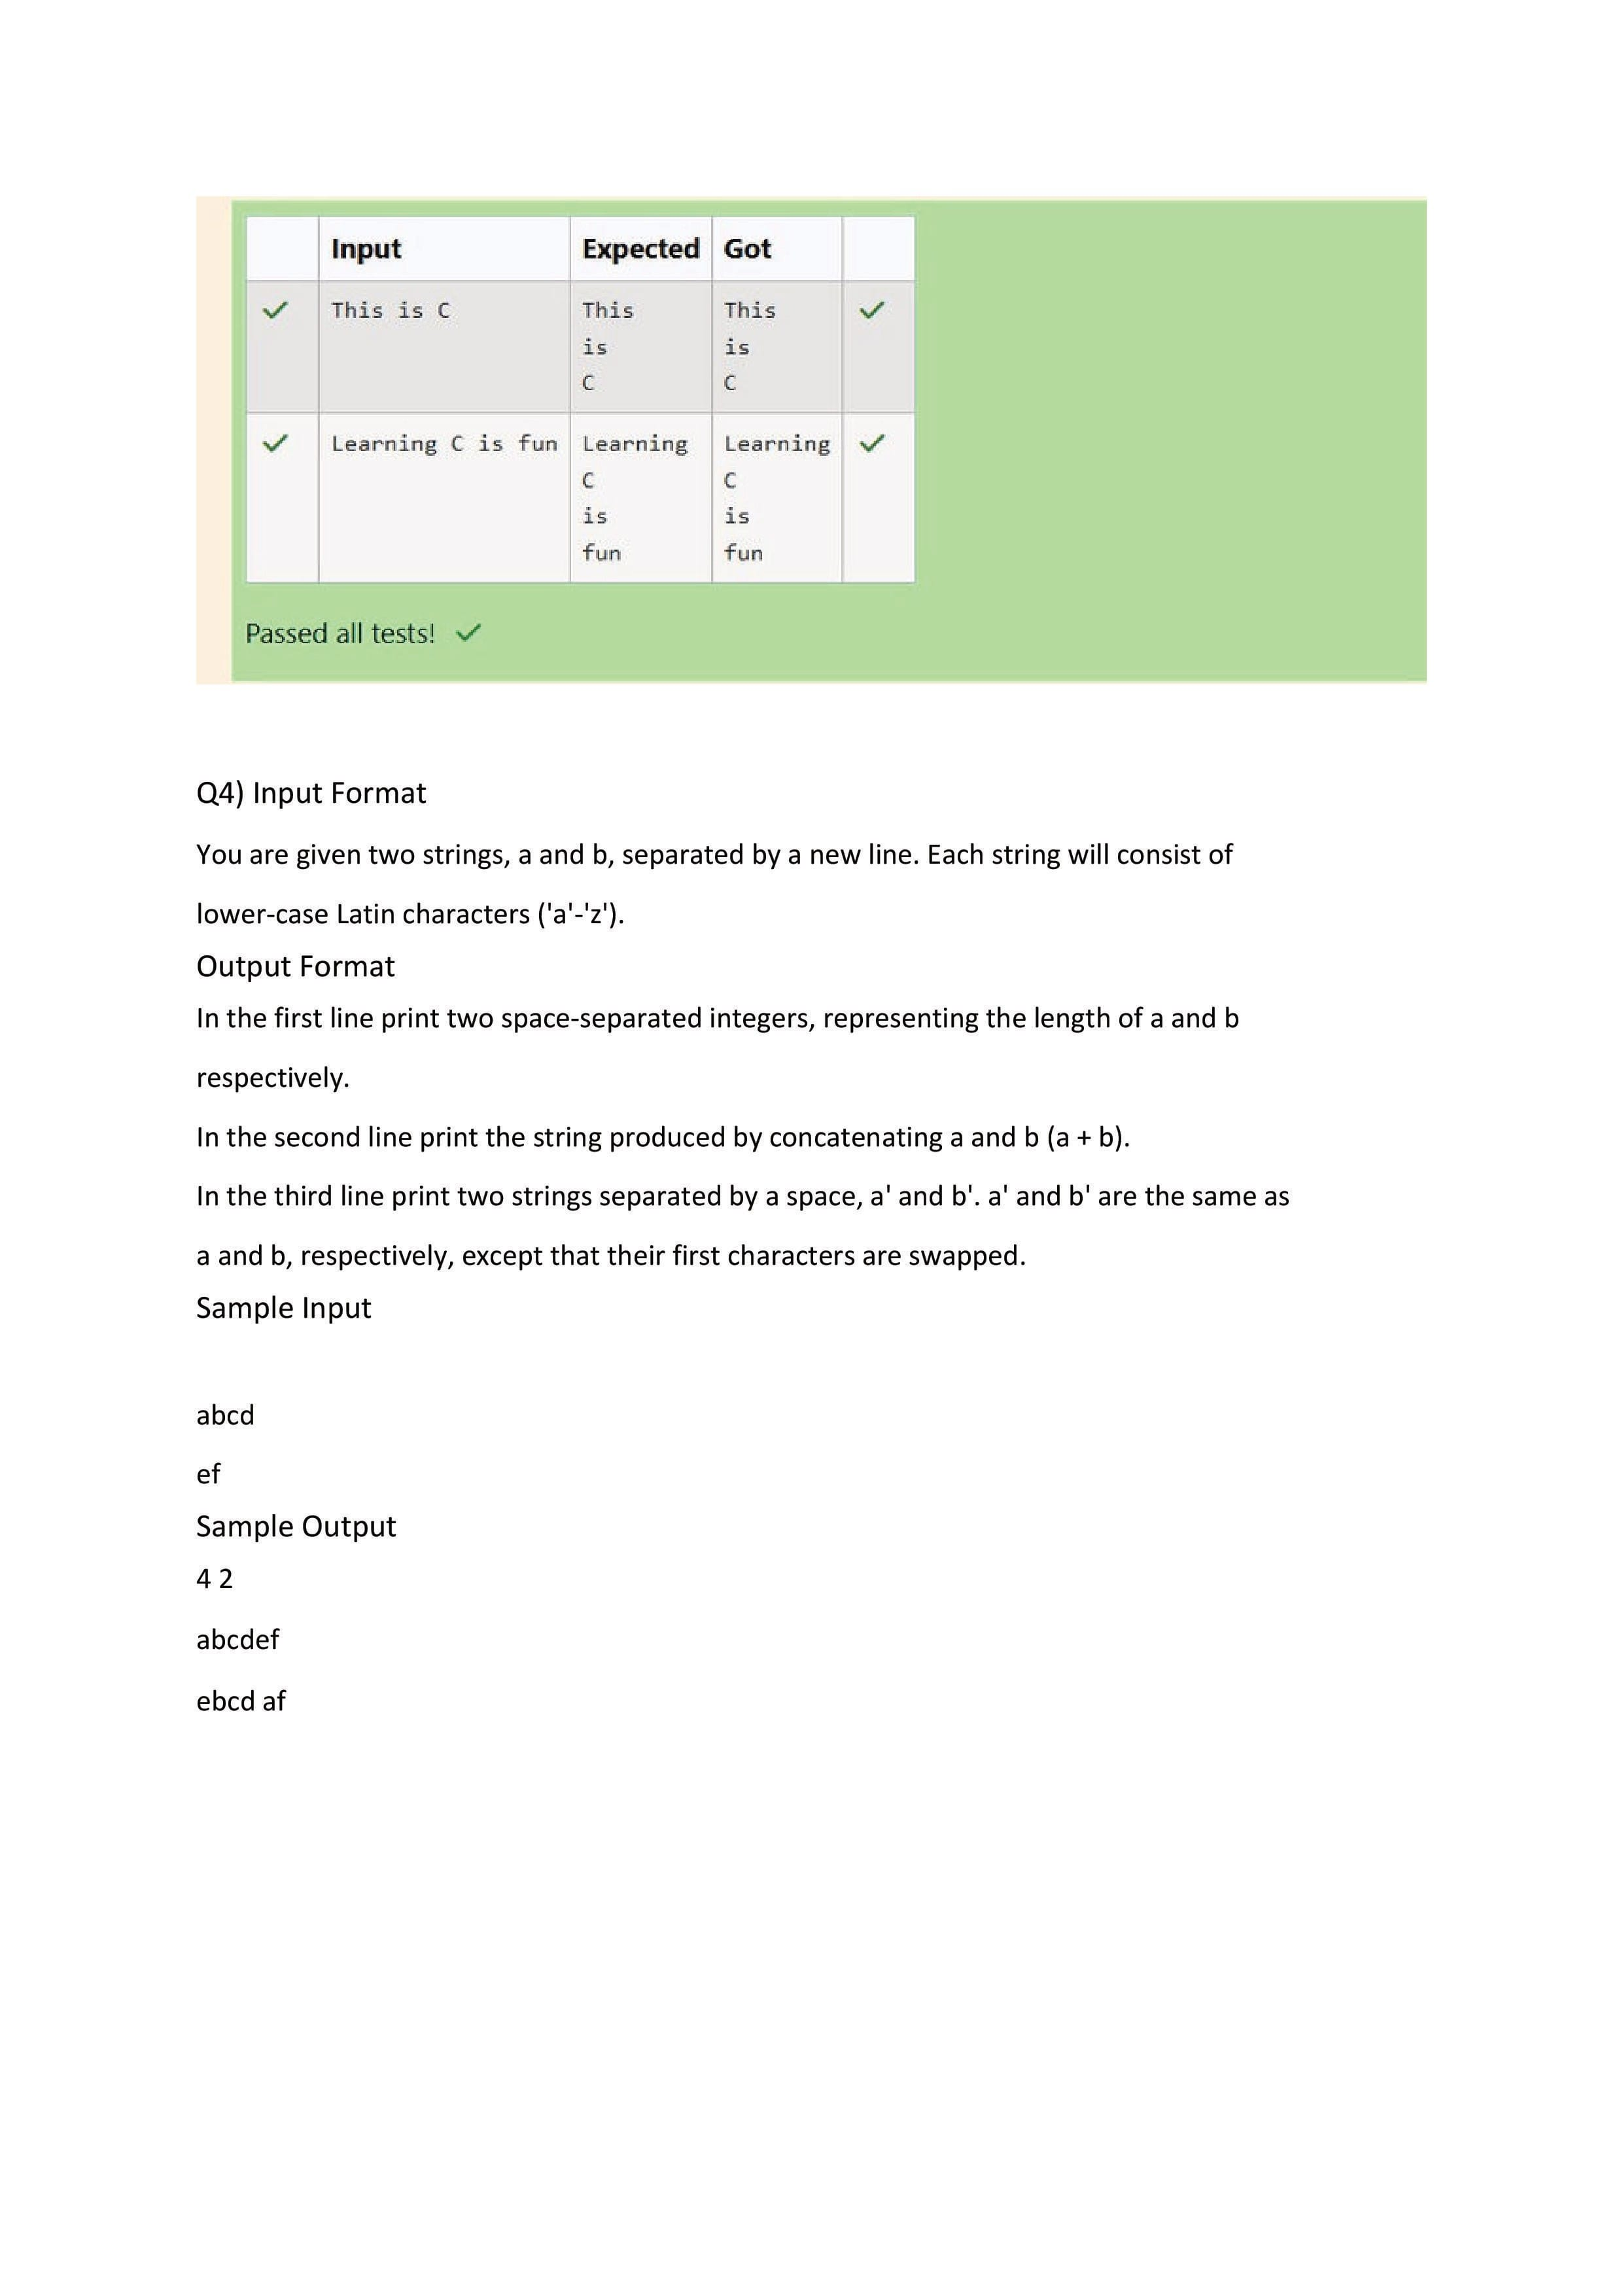 Input Expected Got
This is C This This
is is
C C
Learning C is fun Learning Learning
C C
is is
fun fun
Passed all tests!
Q4) Input Format
You are given two strings, a and b, separated by a new line. Each string will consist of
lower-case Latin characters ('a'-'z').
Output Format
In the first line print two space-separated integers, representing the length of a and b
respectively.
In the second line print the string produced by concatenating a and b (a + b).
In the third line print two strings separated by a space, a' and b'. a' and b' are the same as
a and b, respectively, except that their first characters are swapped.
Sample Input
abcd
ef
Sample Output
4 2
abcdef
ebcd af